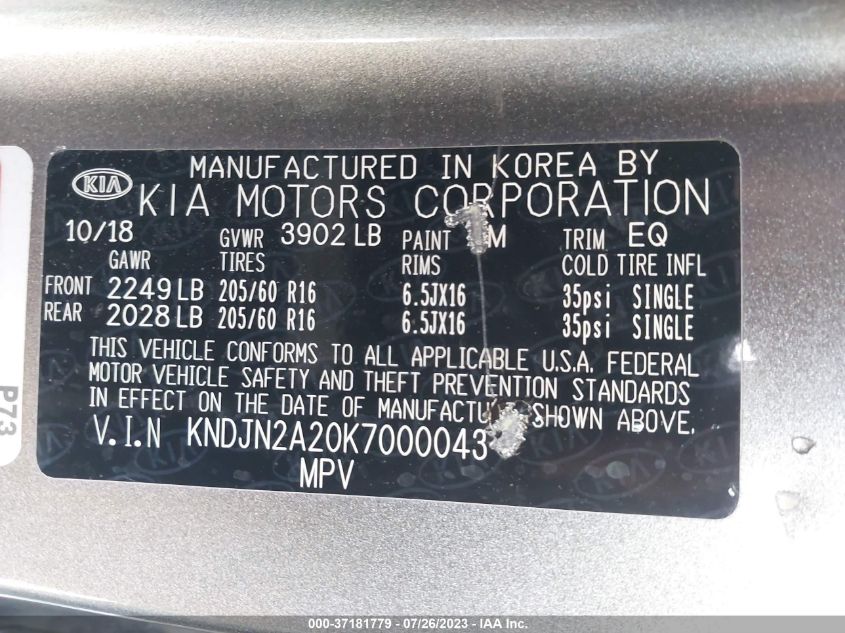 MANUFACTURED IN KOREA BY
KIA KIA MOTORS CORPORATION
10/18 GVWR 3902 LB PAINT M TRIM EQ
GAWR TIRES RIMS COLD TIRE INFL
FRONT 2249 LB 205/60 R16 6.5JX16 35psi SINGLE
REAR 2028 LB 205/60 R16 6.5JX16 35psi SINGLE
THIS VEHICLE CONFORMS TO ALL APPLICABLE U.S.A. FEDERAL
MOTOR VEHICLE SAFETY AND THEFT PREVENTION STANDARDS
IN EFFECT ON THE DATE OF MANUFACTU SHOWN ABOVE.
V.I.N KNDJN2A20K7000043
MPV
P73
000-37181779 - 07/26/2023 - IAA Inc.